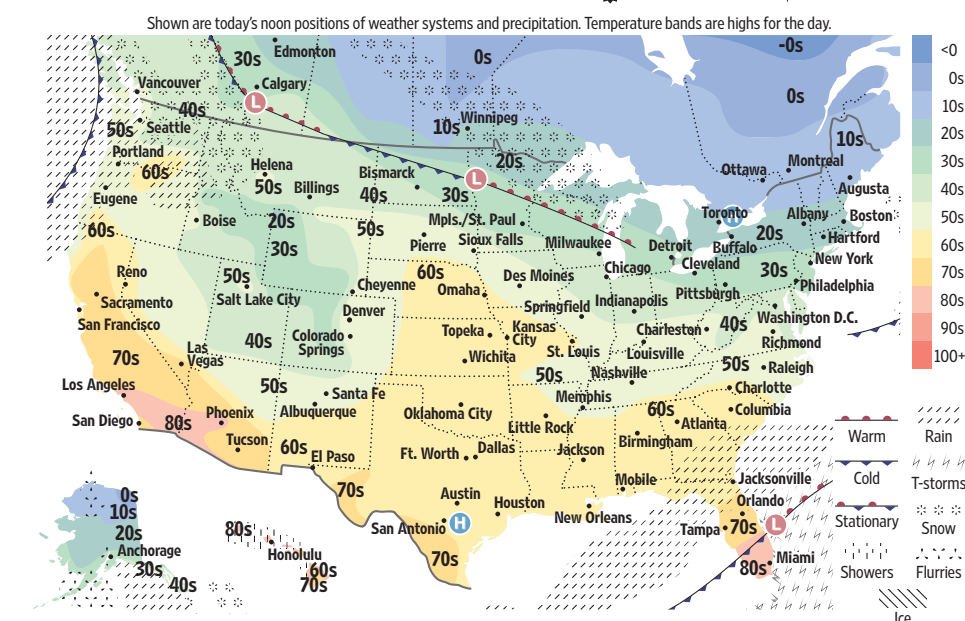 Shown are today's noon positions of weather systems and precipitation. Temperature bands are highs for the day.
30s
Edmonton
0s
-0s
<0
Vancouver
Calgary
0s
0s
L
40s
10s
50s
Seattle
10s
Winnipeg
10s
20s
Portland
60s
Helena
Bismarck
20s
Ottawa
Montreal
30s
50s
Billings
40s
L
30s
Augusta
40s
Eugene
60s
Boise
20s
50s
Mpls./St. Paul
Toronto
H
Albany
Boston
50s
30s
Pierre
Sioux Falls
Milwaukee
Detroit
Buffalo
20s
Hartford
60s
Reno
50s
60s
Des Moines
Chicago
Cleveland
New York
70s
Sacramento
Salt Lake City
Cheyenne
Omaha
Springfield
Indianapolis
Pittsburgh
30s
Philadelphia
80s
San Francisco
Denver
Topeka
Kansas City
Charleston
40s
Washington D.C.
90s
70s
Las Vegas
40s
Colorado Springs
Wichita
St. Louis
Louisville
Richmond
100+
Los Angeles
50s
Santa Fe
50s
Nashville
50s
Raleigh
San Diego
80s
Phoenix
Albuquerque
Oklahoma City
Memphis
60s
Charlotte
Columbia
Tucson
60s
El Paso
Ft. Worth
Dallas
Little Rock
Jackson
Birmingham
Atlanta
Warm
Rain
70s
Austin
Houston
Mobile
Jacksonville
Cold
T-storms
0s
10s
20s
San Antonio
H
New Orleans
Orlando
Tampa
70s
L
Stationary
Snow
Anchorage
80s
Honolulu
70s
Miami
80s
30s
60s
Showers
Flurries
40s
70s
Ice